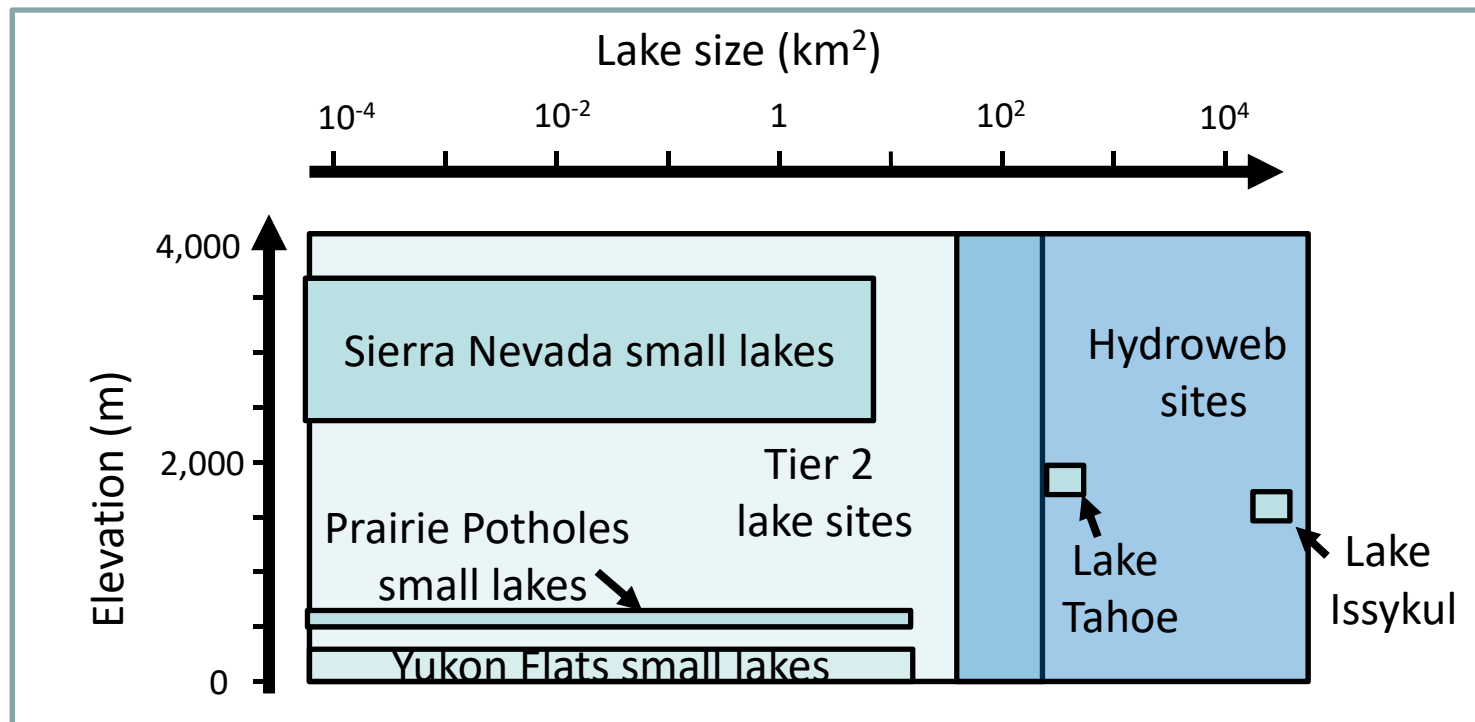 Lake size (km²)
10⁻⁴ 10⁻² 1 10² 10⁴
4,000
2,000
0
Elevation (m)
Sierra Nevada small lakes
Hydroweb
sites
Tier 2
lake sites
Prairie Potholes
small lakes
Lake
Tahoe
Lake
Issykul
Yukon Flats small lakes